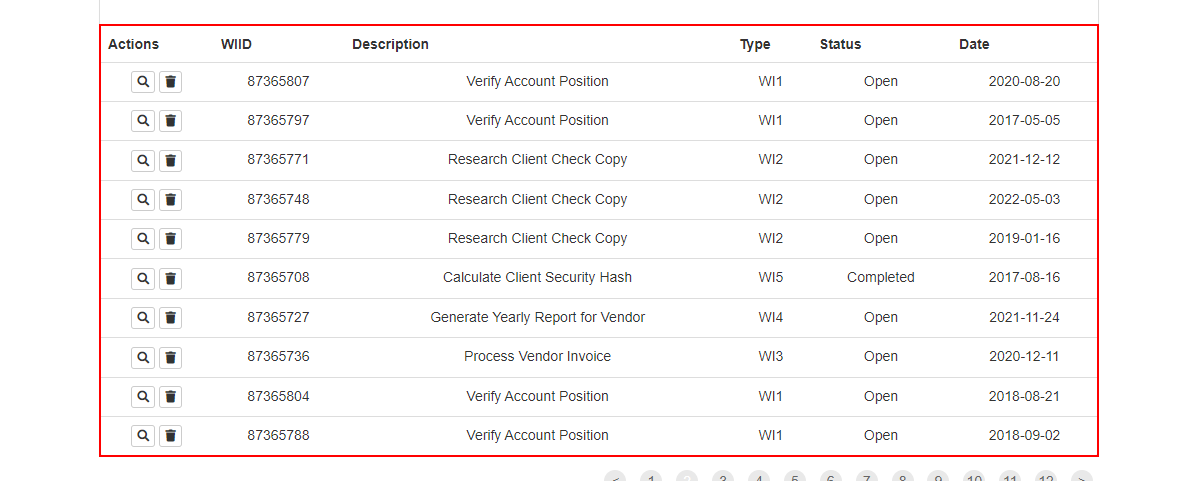 Actions WIID Description Type Status Date
87365807 Verify Account Position WI1 Open 2020-08-20
87365797 Verify Account Position WI1 Open 2017-05-05
87365771 Research Client Check Copy WI2 Open 2021-12-12
87365748 Research Client Check Copy WI2 Open 2022-05-03
87365779 Research Client Check Copy WI2 Open 2019-01-16
87365708 Calculate Client Security Hash WI5 Completed 2017-08-16
87365727 Generate Yearly Report for Vendor WI4 Open 2021-11-24
87365736 Process Vendor Invoice WI3 Open 2020-12-11
87365804 Verify Account Position WI1 Open 2018-08-21
87365788 Verify Account Position WI1 Open 2018-09-02
< 1 2 3 4 5 6 7 8 9 10 11 12 >